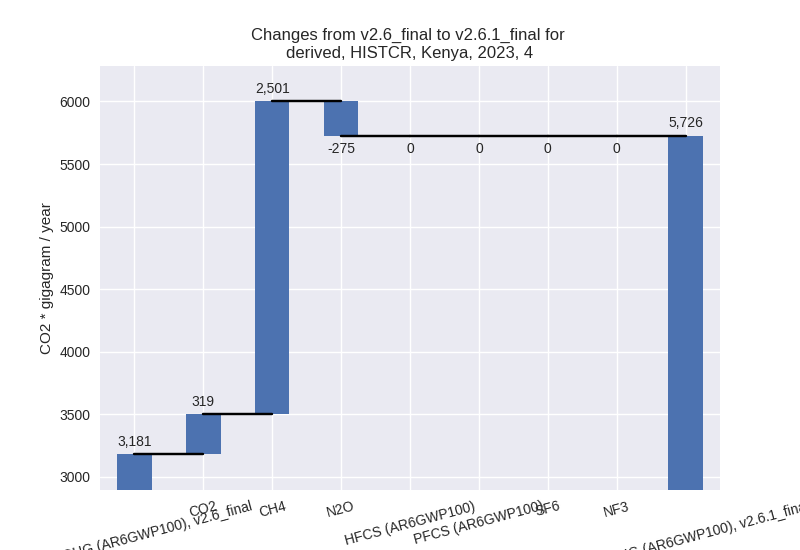 Changes from v2.6_final to v2.6.1_final for
derived, HISTCR, Kenya, 2023, 4
CO2 * gigagram / year
6000
5500
5000
4500
4000
3500
3000
3,181
319
2,501
-275
0
0
0
0
5,726
(AR6GWP100), v2.6_final
CO2
CH4
N2O
HFCS (AR6GWP100)
PFCS (AR6GWP100)
SF6
NF3
(AR6GWP100), v2.6.1_final